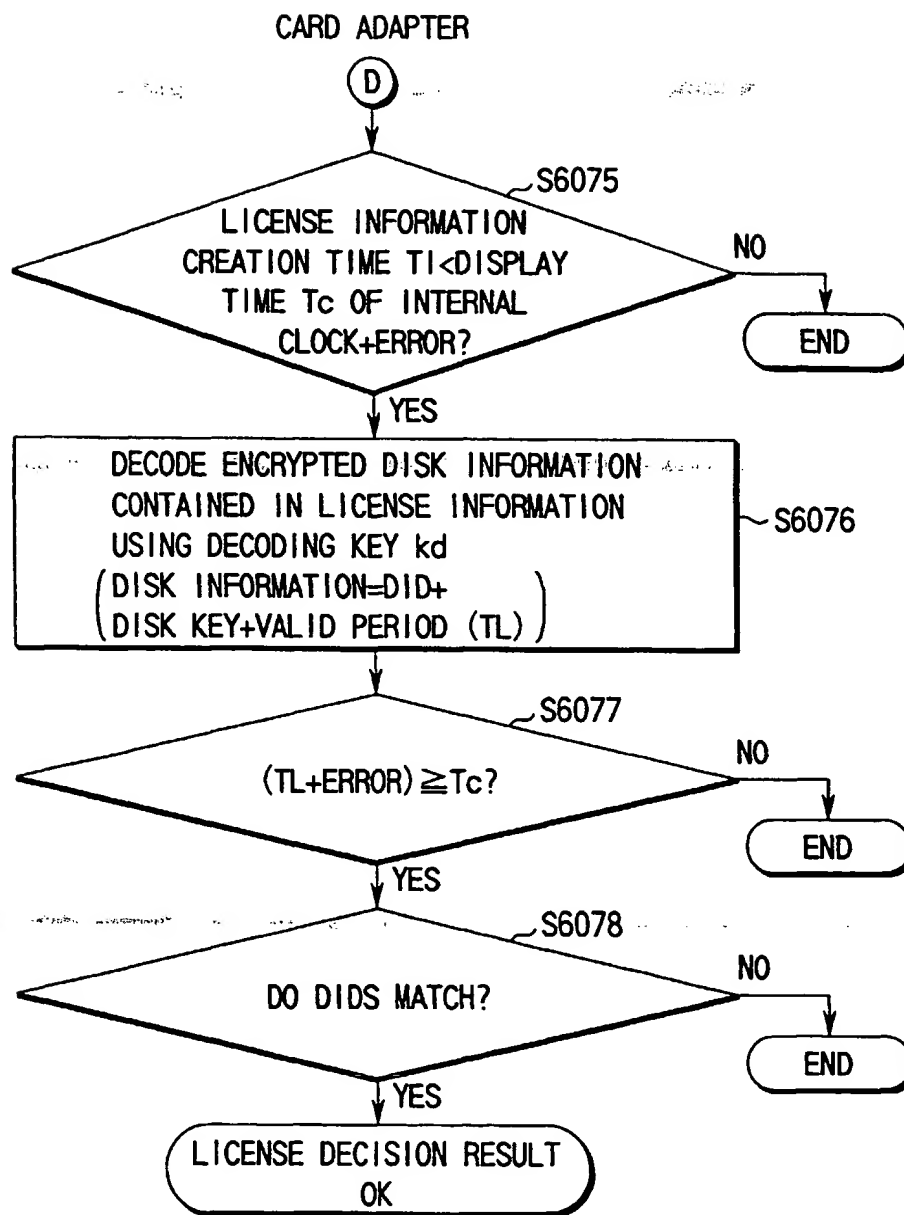 CARD ADAPTER
D
S6075
LICENSE INFORMATION
CREATION TIME TI<DISPLAY
TIME Tc OF INTERNAL
CLOCK+ERROR?
NO
END
YES
DECODE ENCRYPTED DISK INFORMATION
CONTAINED IN LICENSE INFORMATION
USING DECODING KEY kd
(DISK INFORMATION=DID+
DISK KEY+VALID PERIOD (TL))
S6076
S6077
(TL+ERROR)≧Tc?
NO
END
YES
S6078
DO DIDS MATCH?
NO
END
YES
LICENSE DECISION RESULT
OK